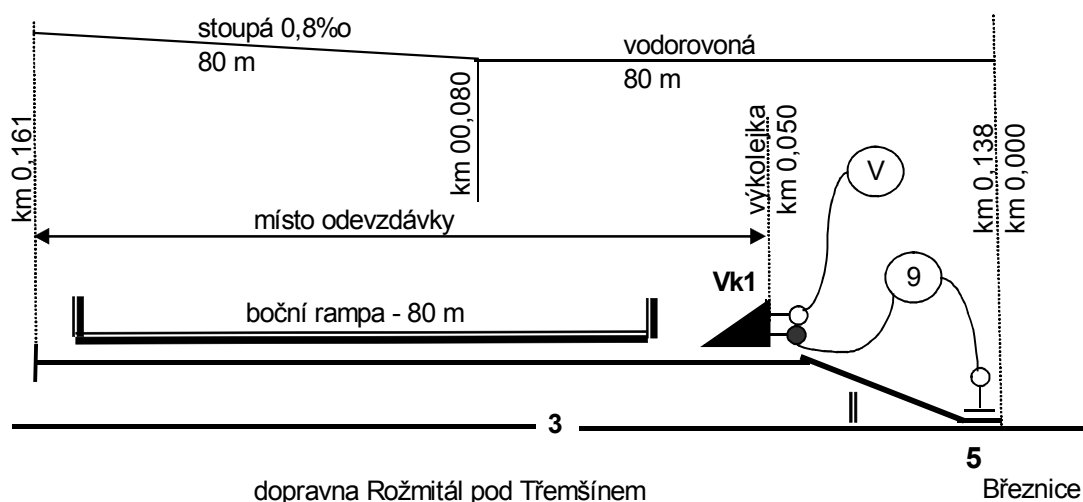 stoupá 0,8%o
80 m
vodorovoná
80 m
km 0,161
km 00,080
výkolejka
km 0,050
km 0,138
km 0,000
V
místo odevzdávky
Vk1
9
boční rampa - 80 m
3
5
dopravna Rožmitál pod Třemšínem
Březnice